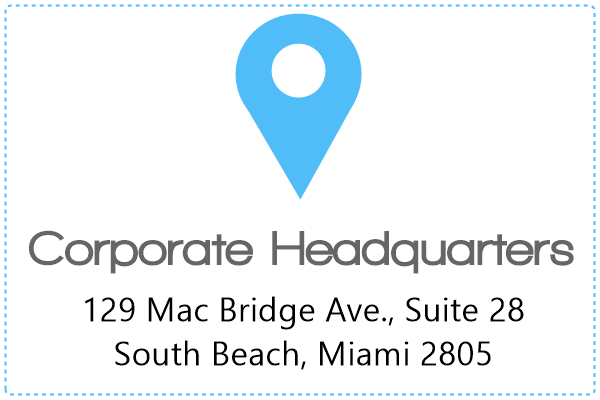 Corporate Headquarters
129 Mac Bridge Ave., Suite 28
South Beach, Miami 2805